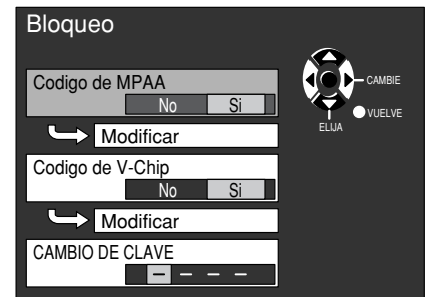 Bloqueo
Codigo de MPAA
No Si
Modificar
Codigo de V-Chip
No Si
Modificar
CAMBIO DE CLAVE
– – – –
CAMBIE
VUELVE
ELIJA